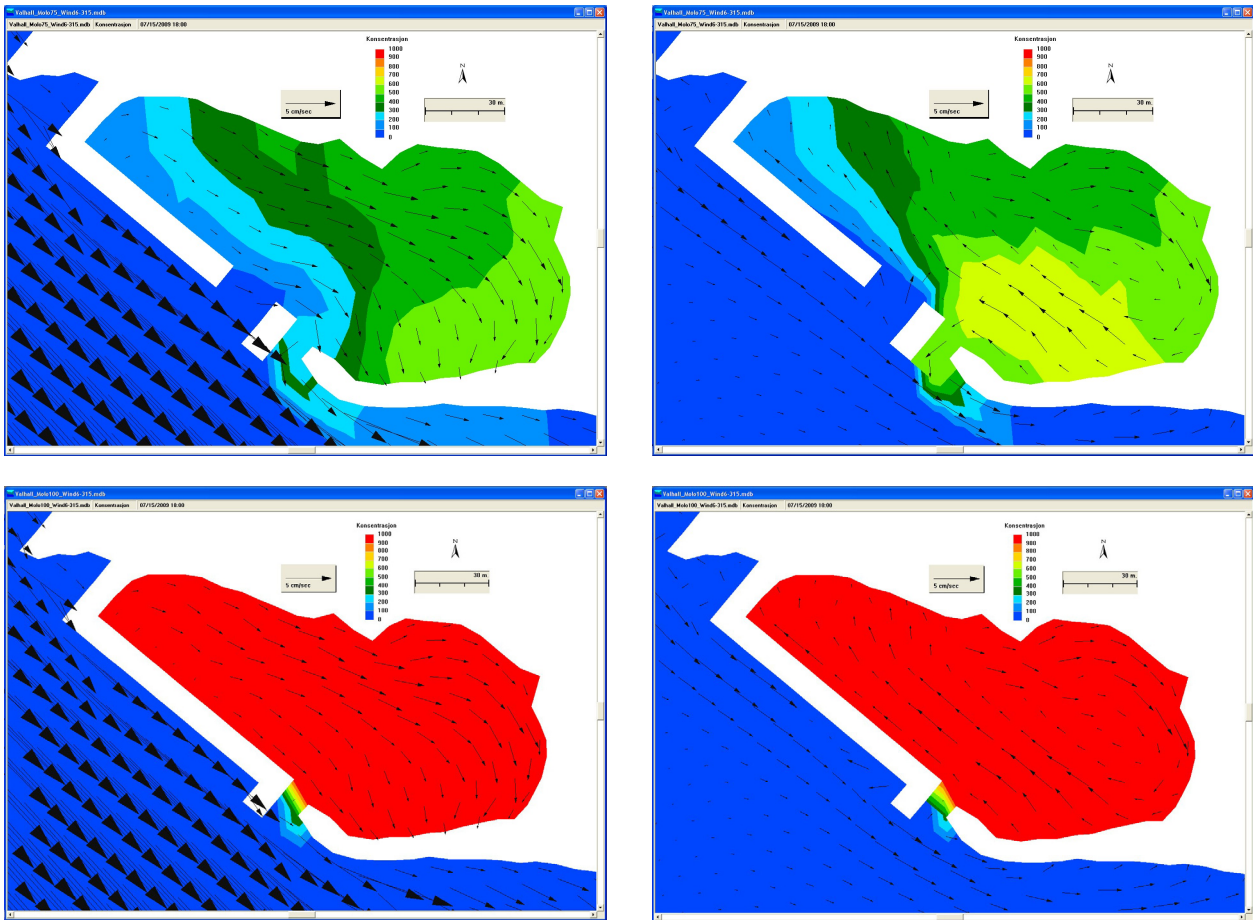 Valhall_Molo75_Wind6-315.mdb
Valhall_Molo75_Wind6-315.mdb Konsentrasjon 07/15/2009 18:00
Konsentrasjon
1000
900
800
700
600
500
400
300
200
100
0
N
5 cm/sec
30 m.
Valhall_Molo75_Wind6-315.mdb
Valhall_Molo75_Wind6-315.mdb Konsentrasjon 07/15/2009 18:00
Konsentrasjon
1000
900
800
700
600
500
400
300
200
100
0
N
5 cm/sec
30 m.
Valhall_Molo100_Wind6-315.mdb
Valhall_Molo100_Wind6-315.mdb Konsentrasjon 07/15/2009 18:00
Konsentrasjon
1000
900
800
700
600
500
400
300
200
100
0
N
5 cm/sec
30 m.
Valhall_Molo100_Wind6-315.mdb
Valhall_Molo100_Wind6-315.mdb Konsentrasjon 07/15/2009 18:00
Konsentrasjon
1000
900
800
700
600
500
400
300
200
100
0
N
5 cm/sec
30 m.